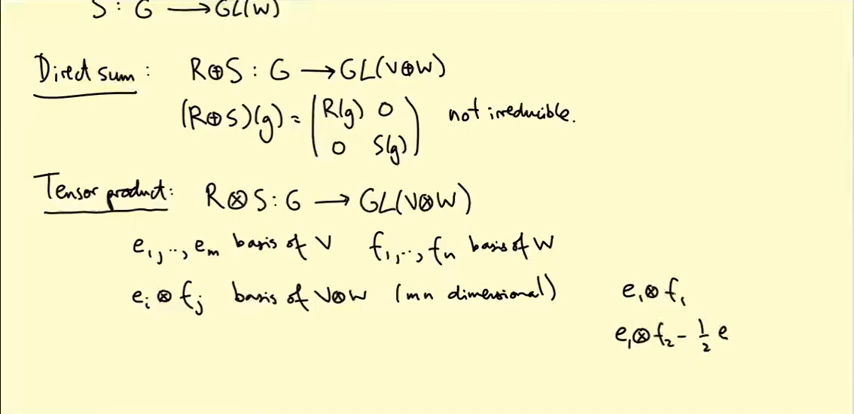 S : G ⟶ GL(W)
Direct sum : R⊕S : G ⟶ GL(V⊕W)
(R⊕S)(g) = (R(g) 0 not irreducible.
0 S(g))
Tensor product: R⊗S : G ⟶ GL(V⊗W)
e₁,..,eₘ basis of V f₁,..,fₙ basis of W
eᵢ ⊗ fⱼ basis of V⊗W (mn dimensional) e₁⊗f₁
e₁⊗f₂ - ½ e